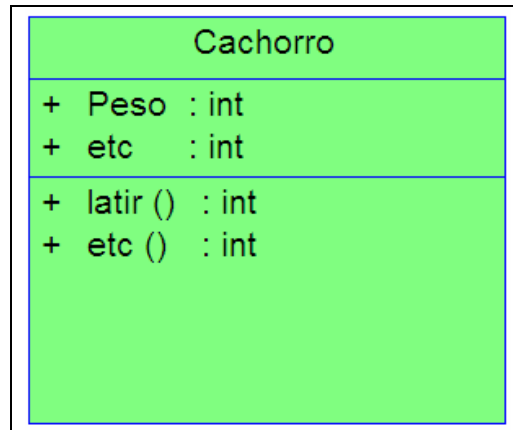 Cachorro
+ Peso : int
+ etc : int
+ latir () : int
+ etc () : int